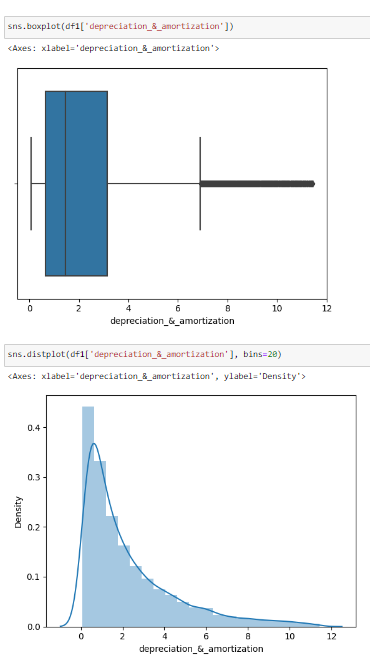 sns.boxplot(df1['depreciation_&_amortization'])
<Axes: xlabel='depreciation_&_amortization'>
0 2 4 6 8 10 12
depreciation_&_amortization
sns.distplot(df1['depreciation_&_amortization'], bins=20)
<Axes: xlabel='depreciation_&_amortization', ylabel='Density'>
0.4
0.3
Density
0.2
0.1
0.0
0 2 4 6 8 10 12
depreciation_&_amortization